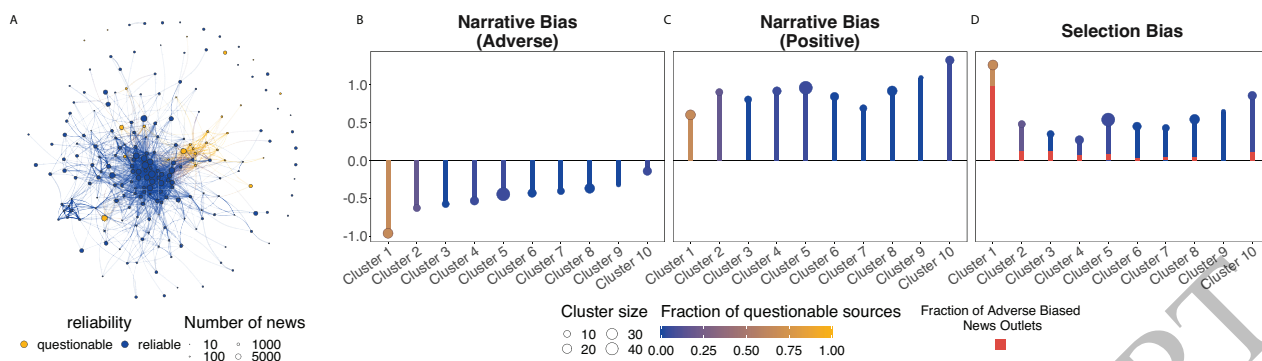 A
B
Narrative Bias
(Adverse)
C
Narrative Bias
(Positive)
D
Selection Bias
1.0
0.5
0.0
-0.5
-1.0
Cluster 1
Cluster 2
Cluster 3
Cluster 4
Cluster 5
Cluster 6
Cluster 7
Cluster 8
Cluster 9
Cluster 10
Cluster 1
Cluster 2
Cluster 3
Cluster 4
Cluster 5
Cluster 6
Cluster 7
Cluster 8
Cluster 9
Cluster 10
Cluster 1
Cluster 2
Cluster 3
Cluster 4
Cluster 5
Cluster 6
Cluster 7
Cluster 8
Cluster 9
Cluster 10
reliability
questionable reliable
Number of news
10 1000
100 5000
Cluster size
10 30
20 40
Fraction of questionable sources
0.00 0.25 0.50 0.75 1.00
Fraction of Adverse Biased
News Outlets
PT